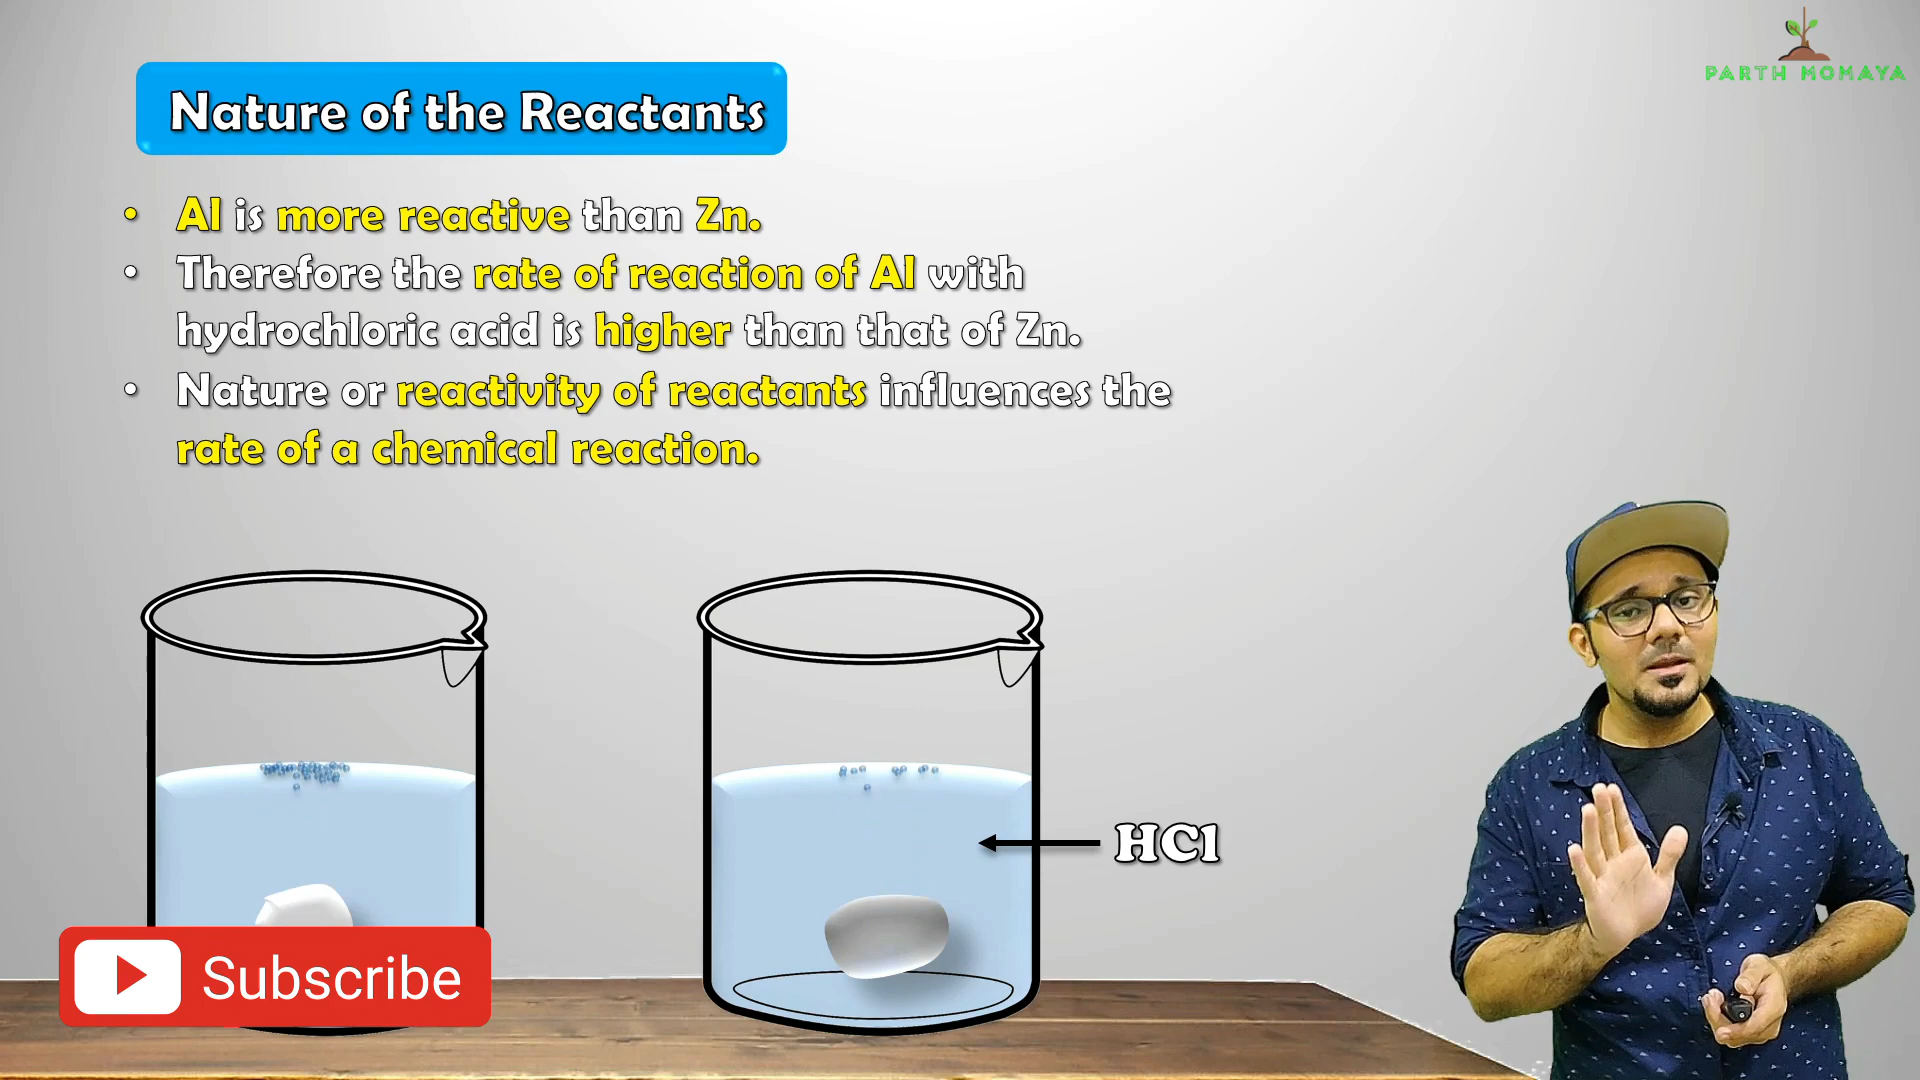 PARTH MOMAYA
Nature of the Reactants
• Al is more reactive than Zn.
• Therefore the rate of reaction of Al with
hydrochloric acid is higher than that of Zn.
• Nature or reactivity of reactants influences the
rate of a chemical reaction.
HCl
Subscribe